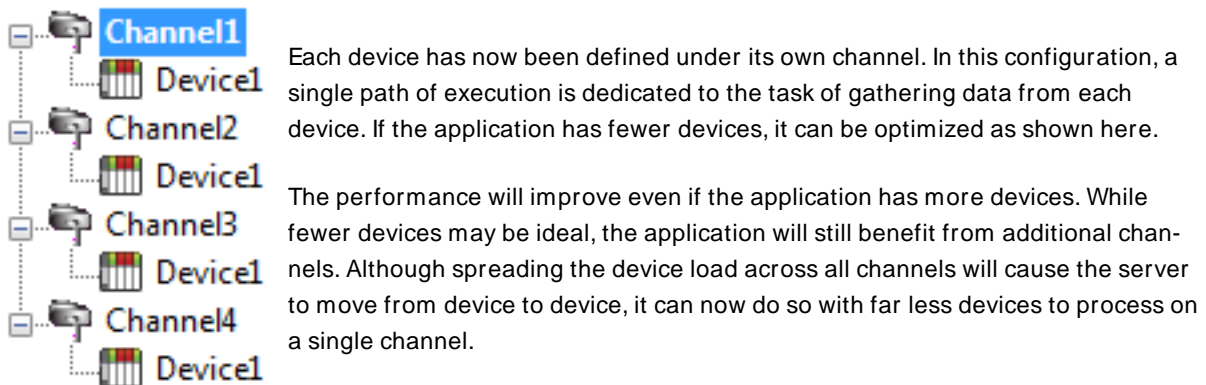 Channel1
Device1
Channel2
Device1
Channel3
Device1
Channel4
Device1
Each device has now been defined under its own channel. In this configuration, a
single path of execution is dedicated to the task of gathering data from each
device. If the application has fewer devices, it can be optimized as shown here.
The performance will improve even if the application has more devices. While
fewer devices may be ideal, the application will still benefit from additional chan-
nels. Although spreading the device load across all channels will cause the server
to move from device to device, it can now do so with far less devices to process on
a single channel.